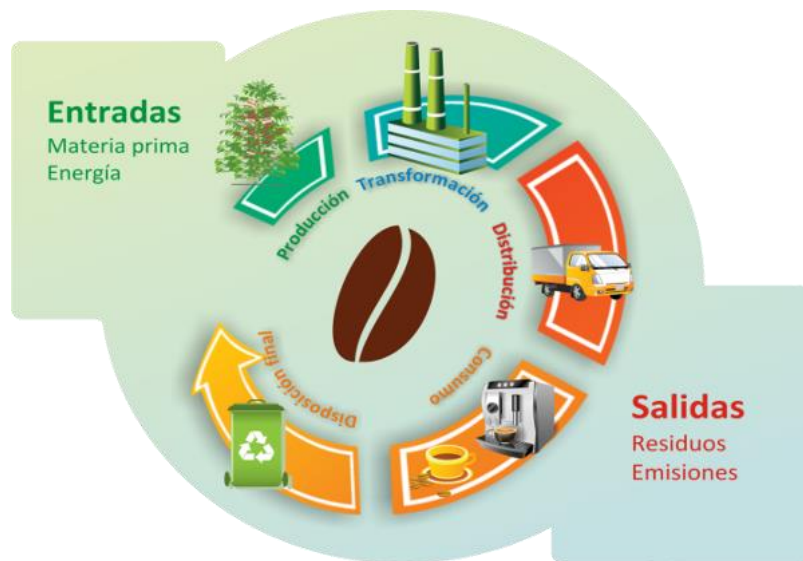 Entradas
Materia prima
Energía
Producción
Transformación
Distribución
Consumo
Disposición final
Salidas
Residuos
Emisiones